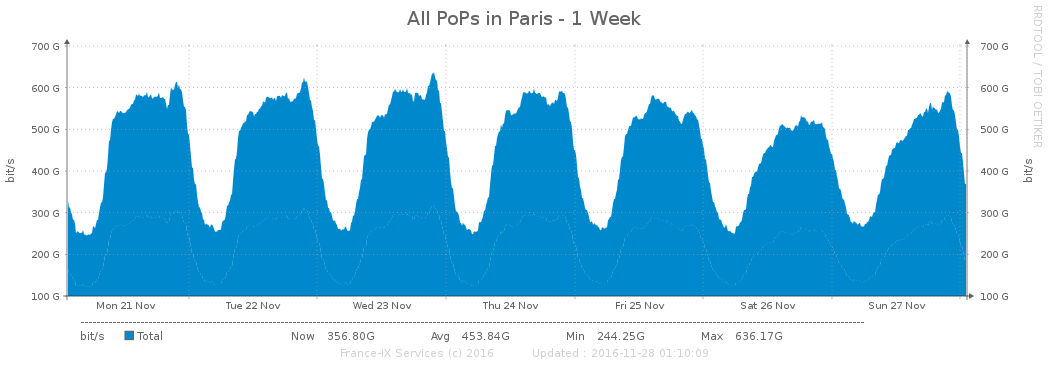 All PoPs in Paris - 1 Week
RRDTOOL / TOBI OETIKER
700 G 700 G
600 G 600 G
500 G 500 G
400 G 400 G
300 G 300 G
200 G 200 G
100 G 100 G
bit/s bit/s
Mon 21 Nov Tue 22 Nov Wed 23 Nov Thu 24 Nov Fri 25 Nov Sat 26 Nov Sun 27 Nov
bit/s Total Now 356.80G Avg 453.84G Min 244.25G Max 636.17G
France-IX Services (c) 2016 Updated : 2016-11-28 01:10:09